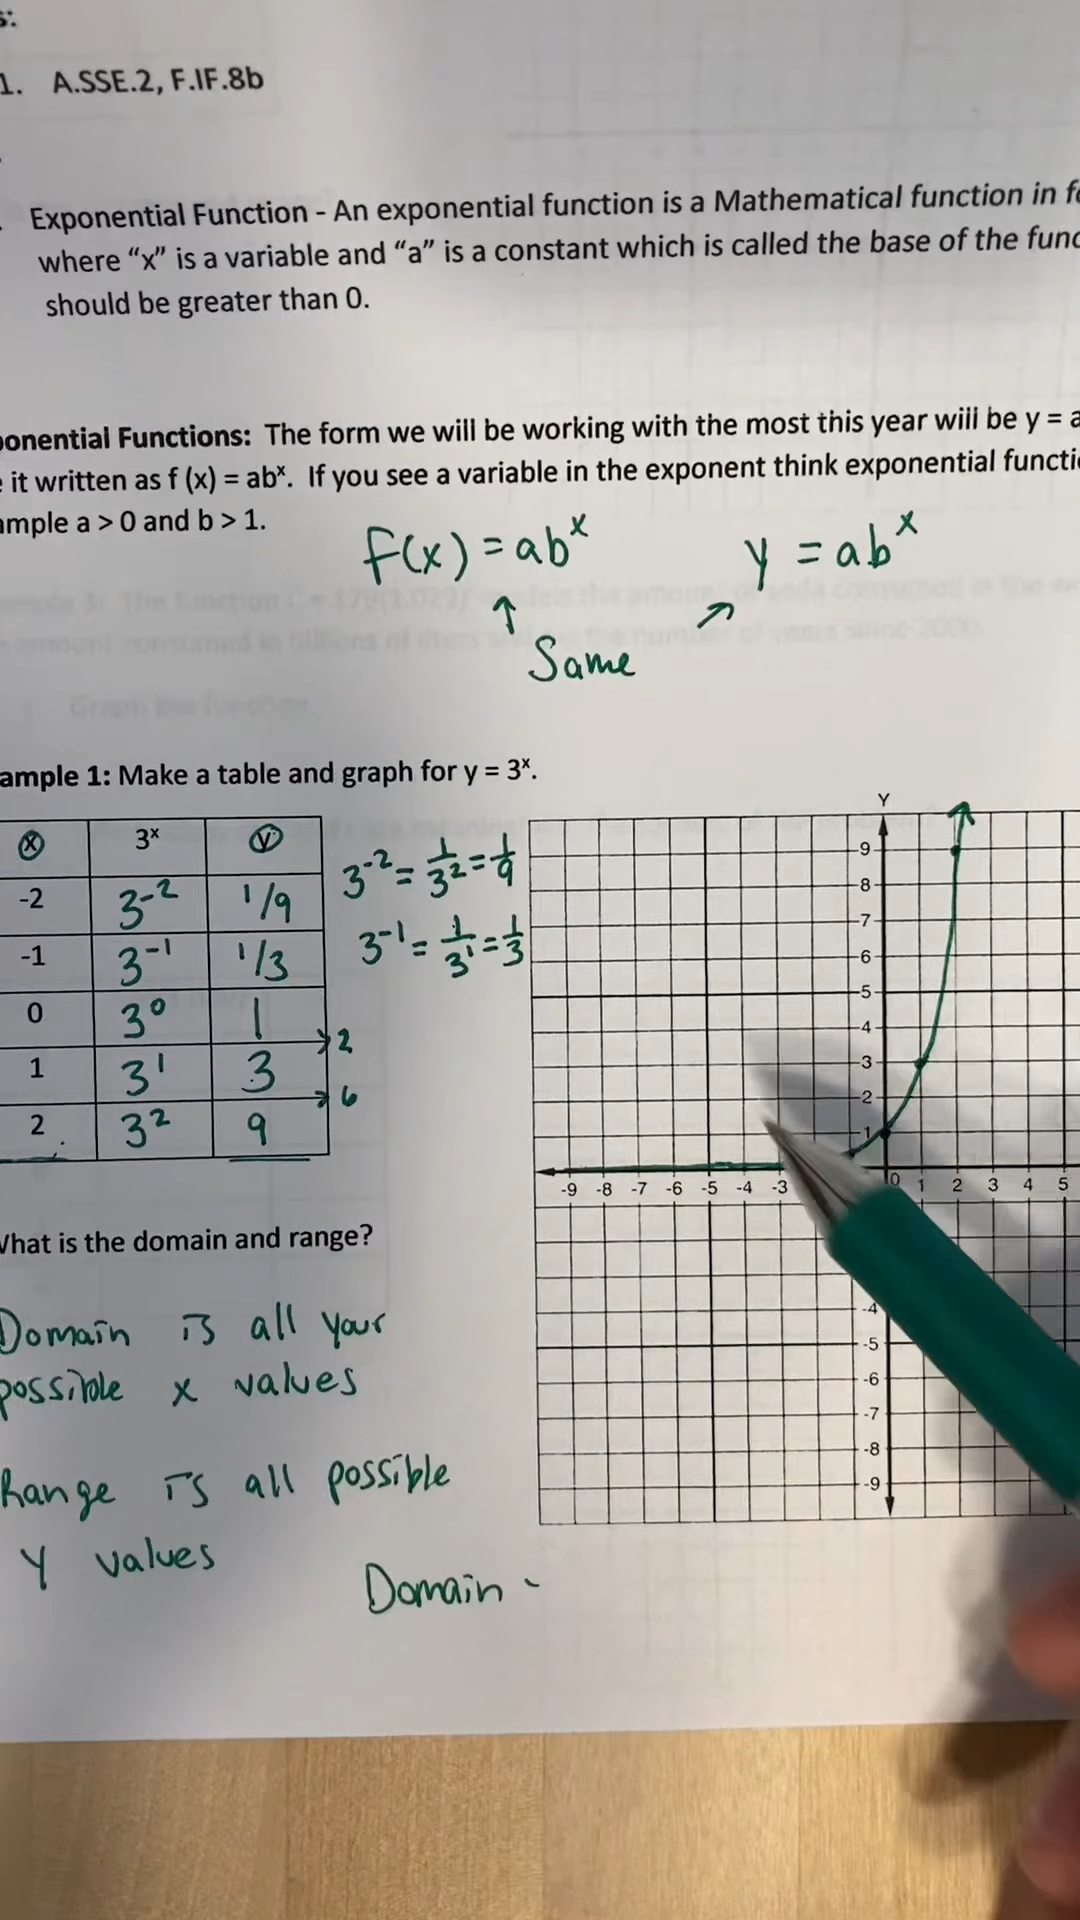 s:
1. A.SSE.2, F.IF.8b
Exponential Function - An exponential function is a Mathematical function in
where “x” is a variable and “a” is a constant which is called the base of the func
should be greater than 0.
onential Functions: The form we will be working with the most this year will be y = a
it written as f (x) = abˣ. If you see a variable in the exponent think exponential functi
ample a > 0 and b > 1.
f(x) = abˣ y = abˣ
↑ ↗
Same
ample 1: Make a table and graph for y = 3ˣ.
x 3ˣ y
-2 3⁻² 1/9
-1 3⁻¹ 1/3
0 3⁰ 1
1 3¹ 3
2 3² 9
2
6
3⁻² = 1/3² = 1/9
3⁻¹ = 1/3¹ = 1/3
Y
9
8
7
6
5
4
3
2
1
-9 -8 -7 -6 -5 -4 -3 0 1 2 3 4 5
-4
-5
-6
-7
-8
-9
What is the domain and range?
Domain is all your
possible x values
Range is all possible
Y values
Domain -